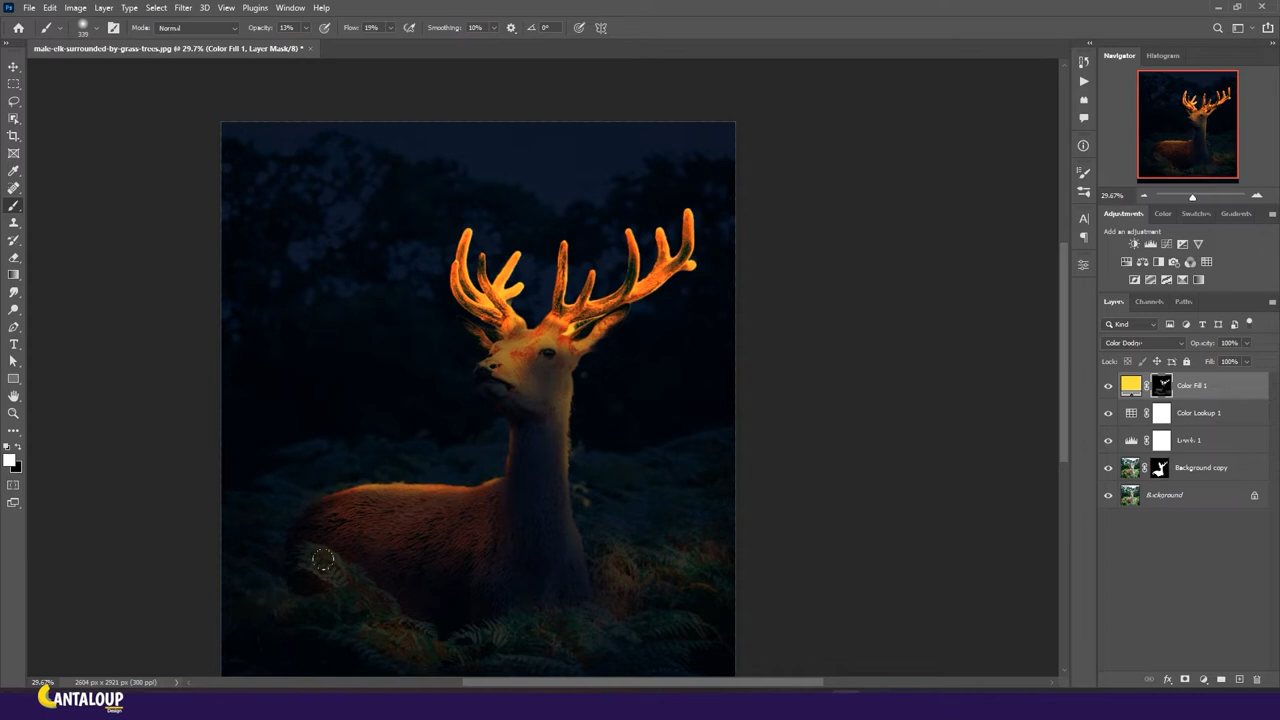 File Edit Image Layer Type Select Filter 3D View Plugins Window Help
339 Mode: Normal Opacity: 13% Flow: 19% Smoothing: 10% 0°
male-elk-surrounded-by-grass-trees.jpg @ 29.7% (Color Fill 1, Layer Mask/8) *
Navigator Histogram
29.67%
Adjustments Color Swatches Gradients
Add an adjustment
Layers Channels Paths
Kind
Color Dodge Opacity: 100%
Lock: Fill: 100%
Color Fill 1
Color Lookup 1
Levels 1
Background copy
Background
29.67% 2604 px x 2921 px (300 ppi)
CANTALOUP
Design